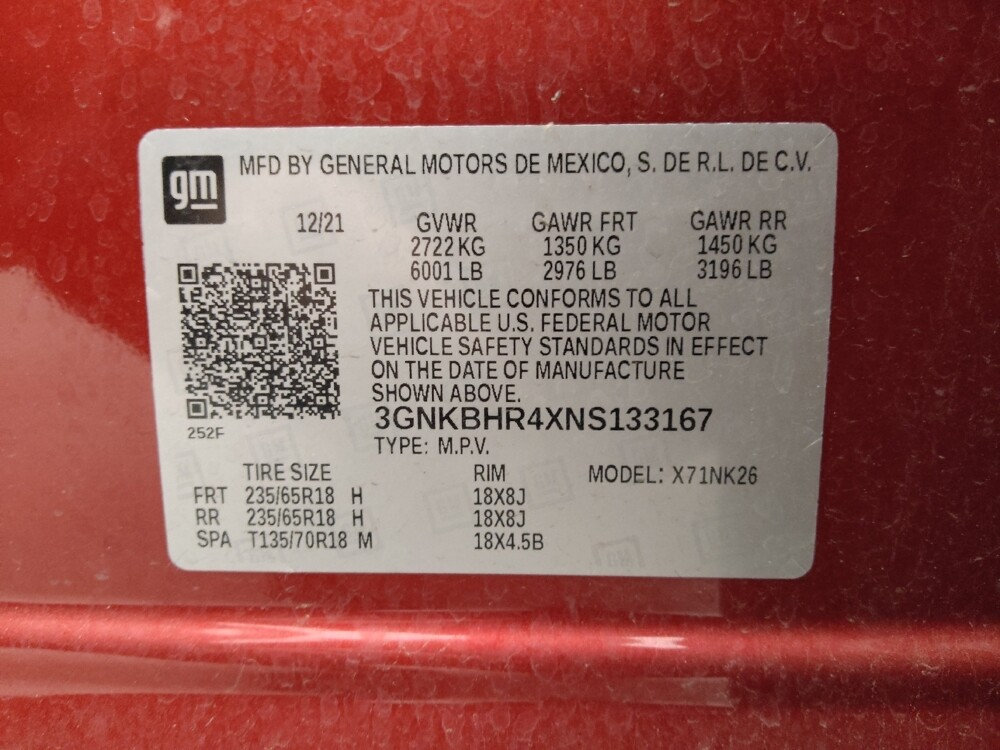 gm
MFD BY GENERAL MOTORS DE MEXICO, S. DE R.L. DE C.V.
12/21 GVWR GAWR FRT GAWR RR
2722 KG 1350 KG 1450 KG
6001 LB 2976 LB 3196 LB
THIS VEHICLE CONFORMS TO ALL
APPLICABLE U.S. FEDERAL MOTOR
VEHICLE SAFETY STANDARDS IN EFFECT
ON THE DATE OF MANUFACTURE
SHOWN ABOVE.
3GNKBHR4XNS133167
252F
TYPE: M.P.V.
TIRE SIZE RIM MODEL: X71NK26
FRT 235/65R18 H 18X8J
RR 235/65R18 H 18X8J
SPA T135/70R18 M 18X4.5B